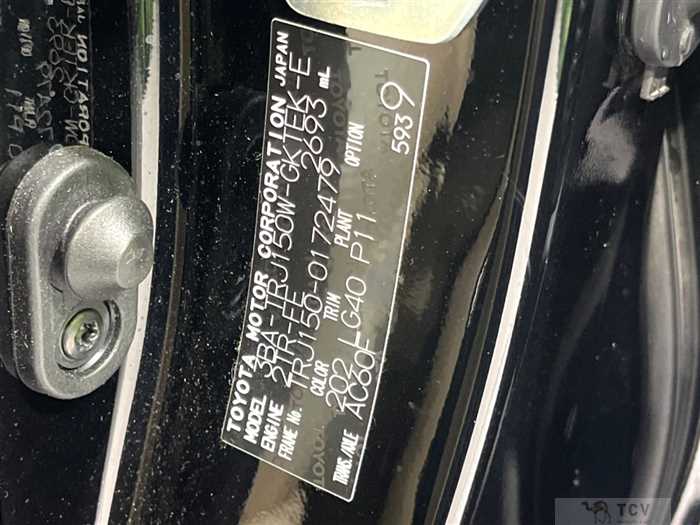 TOYOTA MOTOR CORPORATION JAPAN
MODEL 3BA-TRJ150W-GKTEK-E
ENGINE 2TR-FE 2693 mL
FRAME No. TRJ150-0172479
COLOR TRIM PLANT OPTION
202 LG40 P11 5939
TRANS./AXLE AC60F
TCV